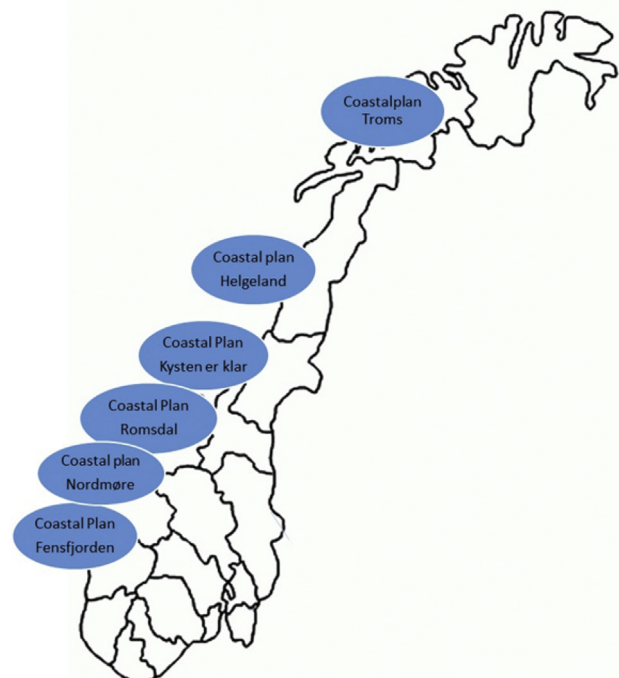 Coastalplan
Troms
Coastal plan
Helgeland
Coastal Plan
Kysten er klar
Coastal Plan
Romsdal
Coastal plan
Nordmøre
Coastal Plan
Fensfjorden